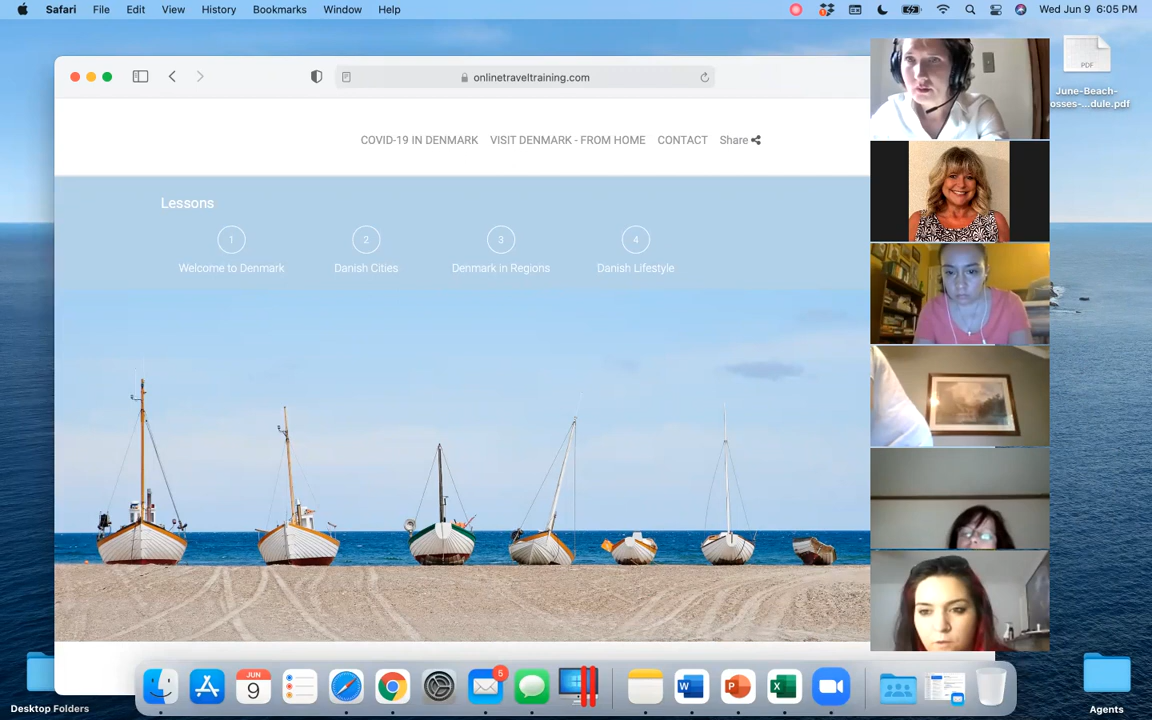 Safari File Edit View History Bookmarks Window Help Wed Jun 9 6:05 PM
onlinetraveltraining.com
PDF
June-Beach-
osses-...dule.pdf
COVID-19 IN DENMARK VISIT DENMARK - FROM HOME CONTACT Share
Lessons
1 2 3 4
Welcome to Denmark Danish Cities Denmark in Regions Danish Lifestyle
JUN
9
6
W P X
Desktop Folders
Agents